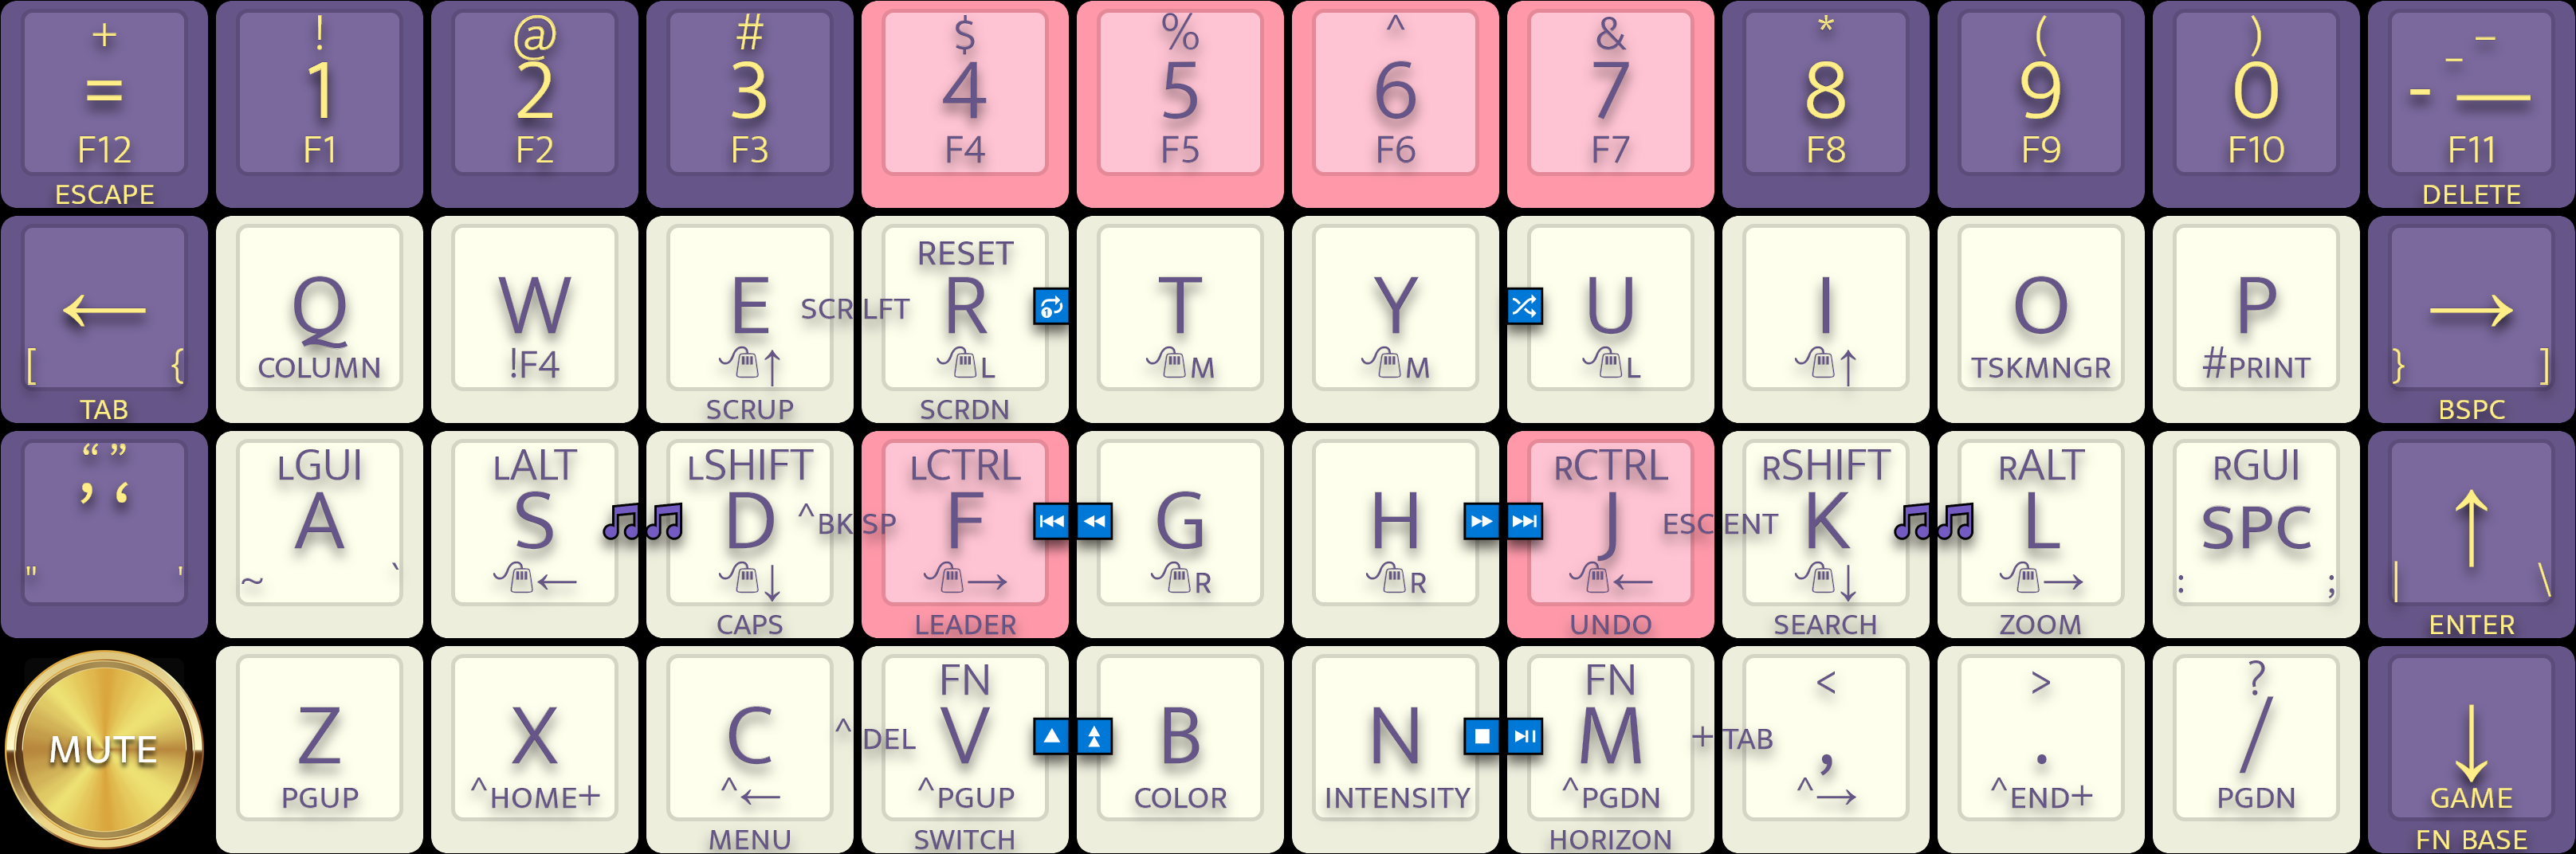 + ! @ # $ % ^ & * ( ) – –
= 1 2 3 4 5 6 7 8 9 0 - —
F12 F1 F2 F3 F4 F5 F6 F7 F8 F9 F10 F11
ESCAPE DELETE
RESET
← Q W E SCR LFT R T Y U I O P →
[ { COLUMN !F4 ↑ L M M L ↑ TSKMNGR #PRINT } ]
TAB SCRUP SCRDN BSPC
“ ” LGUI LALT LSHIFT LCTRL RCTRL RSHIFT RALT RGUI
’ ‘ A S D ^BK SP F G H J ESC ENT K L SPC ↑
" ' ~ ` ← ↓ → R R ← ↓ → : ; | \
CAPS LEADER UNDO SEARCH ZOOM ENTER
FN FN < > ?
MUTE Z X C ^ DEL V B N M + TAB , . / ↓
PGUP ^HOME+ ^← ^PGUP COLOR INTENSITY ^PGDN ^→ ^END+ PGDN GAME
MENU SWITCH HORIZON FN BASE